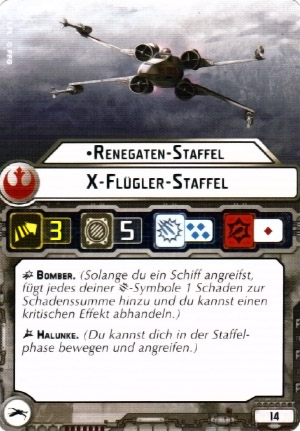 •Renegaten-Staffel
X-Flügler-Staffel
3
5
Bomber. (Solange du ein Schiff angreifst,
fügt jedes deiner -Symbole 1 Schaden zur
Schadenssumme hinzu und du kannst einen
kritischen Effekt abhandeln.)
Halunke. (Du kannst dich in der Staffel-
phase bewegen und angreifen.)
14